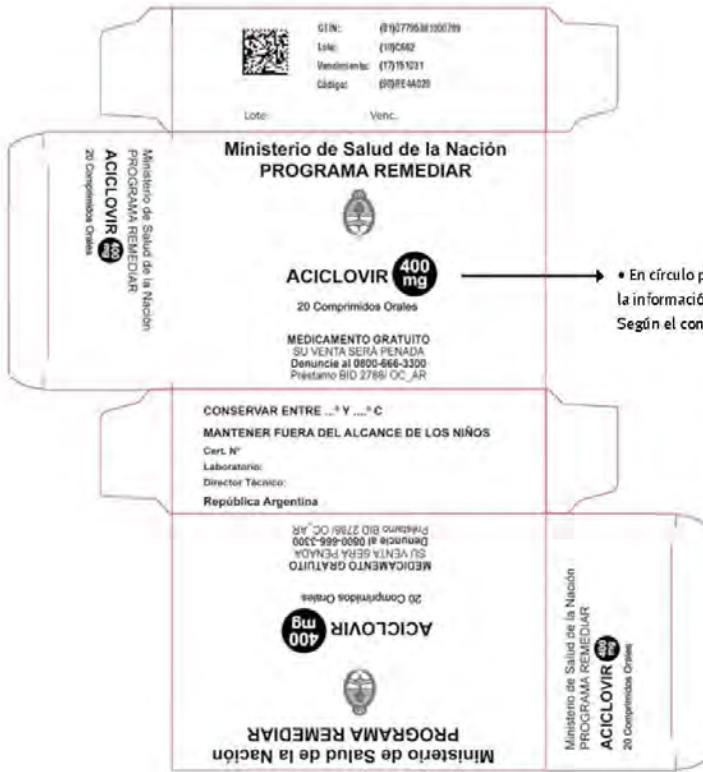 GTIN:
Lote: (10)C602
Vencimiento: (17)151031
Código:
Lote: Venc.
Ministerio de Salud de la Nación
PROGRAMA REMEDIAR
ACICLOVIR 400 mg
20 Comprimidos Orales
Ministerio de Salud de la Nación
PROGRAMA REMEDIAR
ACICLOVIR 400 mg
20 Comprimidos Orales
MEDICAMENTO GRATUITO
SU VENTA SERÁ PENADA
Denuncie al 0800-666-3300
Préstamo BID 2788/ OC_AR
• En círculo
la informació
Según el con
CONSERVAR ENTRE ...º Y ....º C
MANTENER FUERA DEL ALCANCE DE LOS NIÑOS
Cert. Nº
Laboratorio:
Director Técnico:
República Argentina
Ministerio de Salud de la Nación
PROGRAMA REMEDIAR
ACICLOVIR 400 mg
20 Comprimidos Orales
MEDICAMENTO GRATUITO
SU VENTA SERÁ PENADA
Denuncie al 0800-666-3300
Préstamo BID 2788/ OC_AR
Ministerio de Salud de la Nación
PROGRAMA REMEDIAR
ACICLOVIR 400 mg
20 Comprimidos Orales